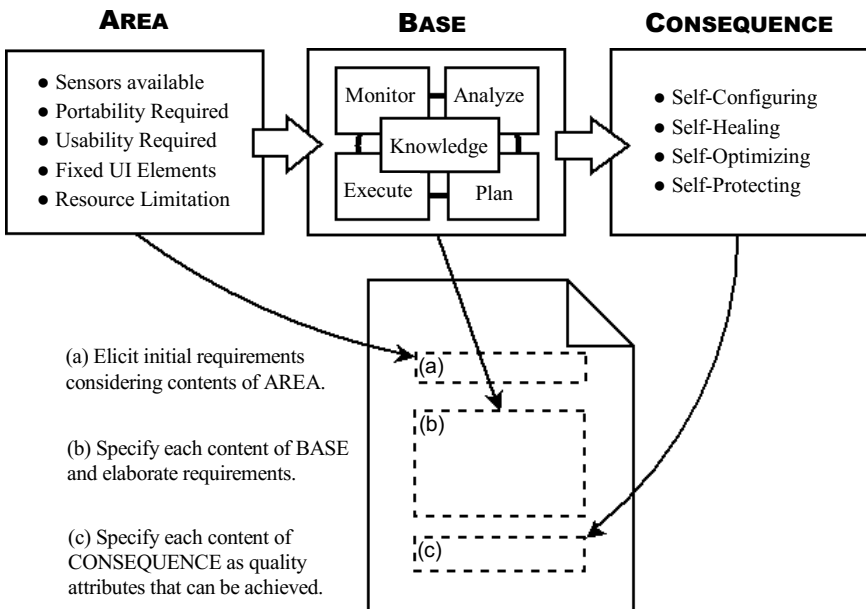 AREA
BASE
CONSEQUENCE
● Sensors available
● Portability Required
● Usability Required
● Fixed UI Elements
● Resource Limitation
Monitor
Analyze
Knowledge
Execute
Plan
● Self-Configuring
● Self-Healing
● Self-Optimizing
● Self-Protecting
(a) Elicit initial requirements
considering contents of AREA.
(b) Specify each content of BASE
and elaborate requirements.
(c) Specify each content of
CONSEQUENCE as quality
attributes that can be achieved.
(a)
(b)
(c)